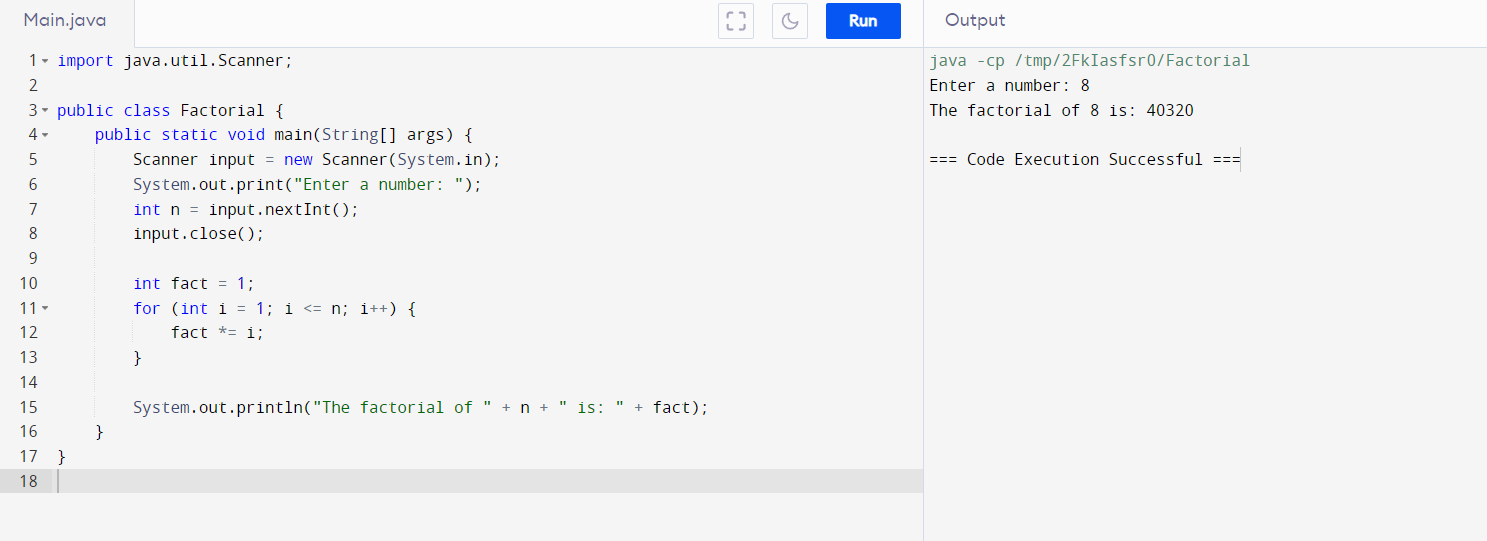 Main.java
Run
1 import java.util.Scanner;
2
3 public class Factorial {
4     public static void main(String[] args) {
5         Scanner input = new Scanner(System.in);
6         System.out.print("Enter a number: ");
7         int n = input.nextInt();
8         input.close();
9
10         int fact = 1;
11         for (int i = 1; i <= n; i++) {
12             fact *= i;
13         }
14
15         System.out.println("The factorial of " + n + " is: " + fact);
16     }
17 }
18
Output
java -cp /tmp/2FkIasfsr0/Factorial
Enter a number: 8
The factorial of 8 is: 40320
=== Code Execution Successful ===